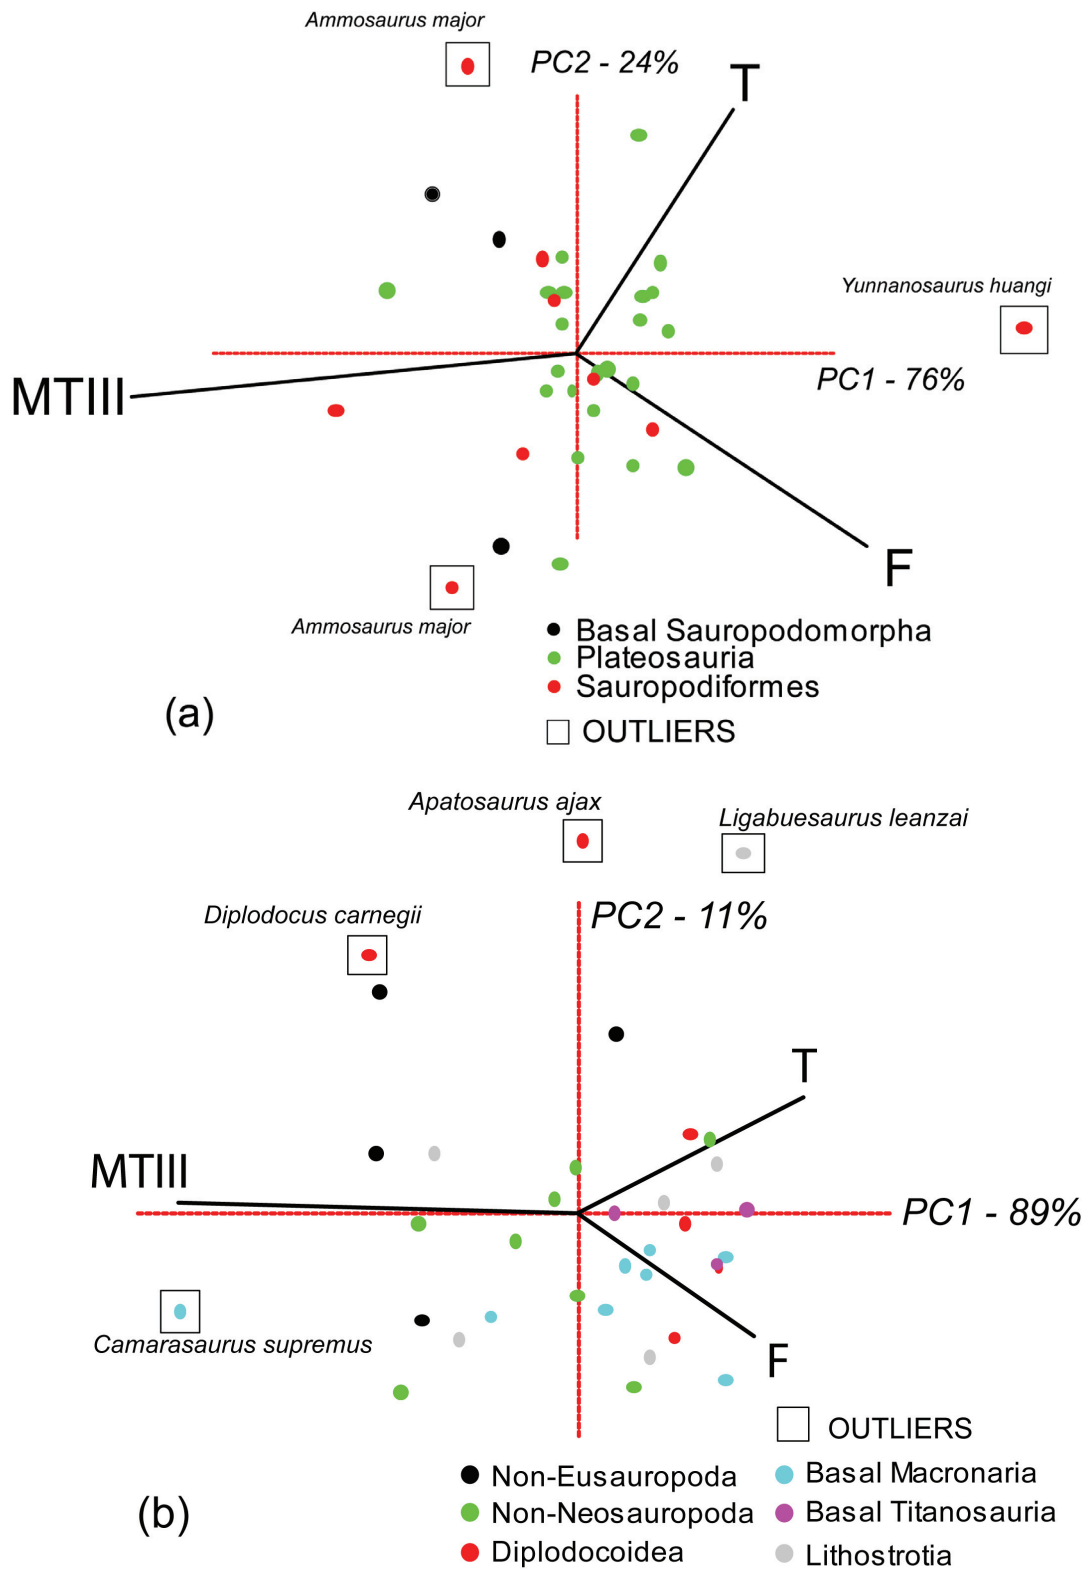 Ammosaurus major
PC2 - 24%
T
Yunnanosaurus huangi
PC1 - 76%
MTIII
F
Ammosaurus major
Basal Sauropodomorpha
Plateosauria
Sauropodiformes
OUTLIERS
(a)
Apatosaurus ajax
Ligabuesaurus leanzai
Diplodocus carnegii
PC2 - 11%
T
MTIII
PC1 - 89%
Camarasaurus supremus
F
OUTLIERS
Non-Eusauropoda
Non-Neosauropoda
Diplodocoidea
Basal Macronaria
Basal Titanosauria
Lithostrotia
(b)